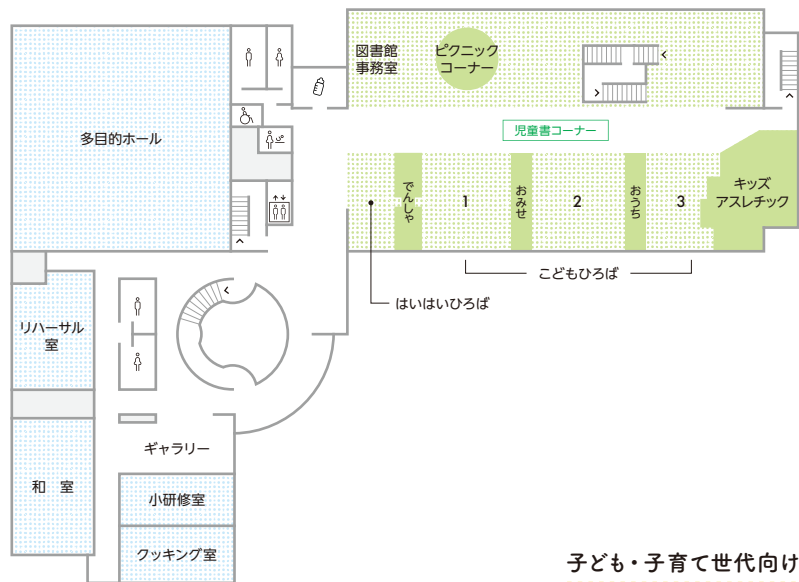 図書館
事務室
ピクニック
コーナー
多目的ホール
児童書コーナー
でんしゃ
1
おみせ
2
おうち
3
キッズ
アスレチック
こどもひろば
はいはいひろば
リハーサル
室
ギャラリー
和 室
小研修室
クッキング室
子ども・子育て世代向け